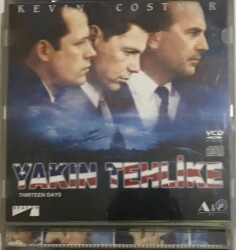 KEVIN COSTNER
VCD
YAKIN TEHLİKE
THIRTEEN DAYS